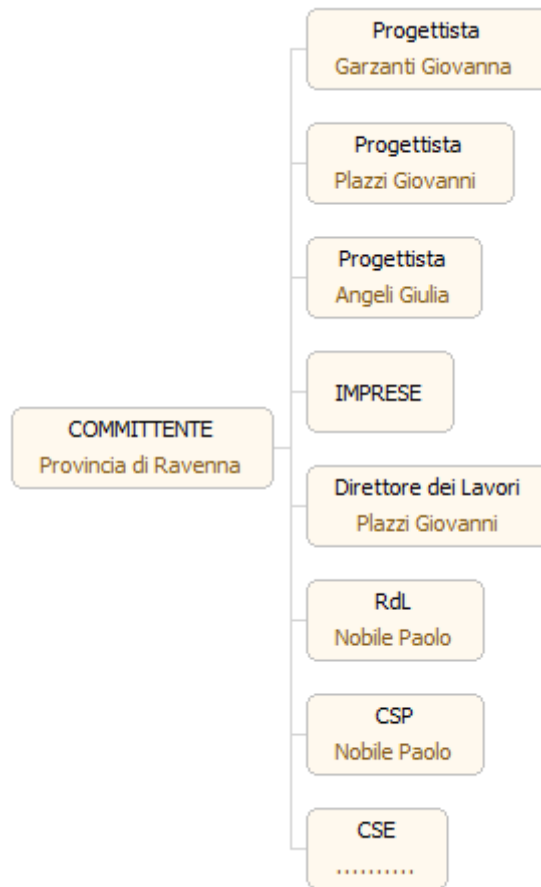 Progettista
Garzanti Giovanna
Progettista
Plazzi Giovanni
Progettista
Angeli Giulia
IMPRESE
COMMITTENTE
Provincia di Ravenna
Direttore dei Lavori
Plazzi Giovanni
RdL
Nobile Paolo
CSP
Nobile Paolo
CSE
..........